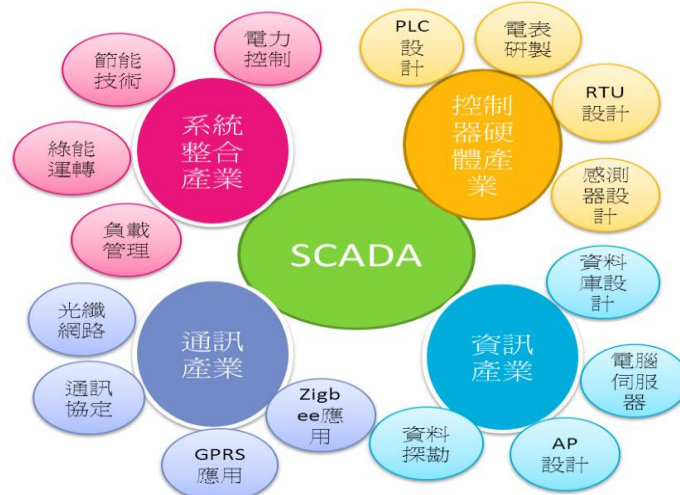 電力
控制
節能
技術
系統
整合
產業
綠能
運轉
負載
管理
PLC
設
計
電表
研製
控制
器硬
體產
業
RTU
設計
感測
器設
計
SCADA
光纖
網路
通訊
產業
通訊
協定
Zigb
ee應
用
GPRS
應用
資料
庫設
計
資訊
產業
電腦
伺服
器
資料
探勘
AP
設計